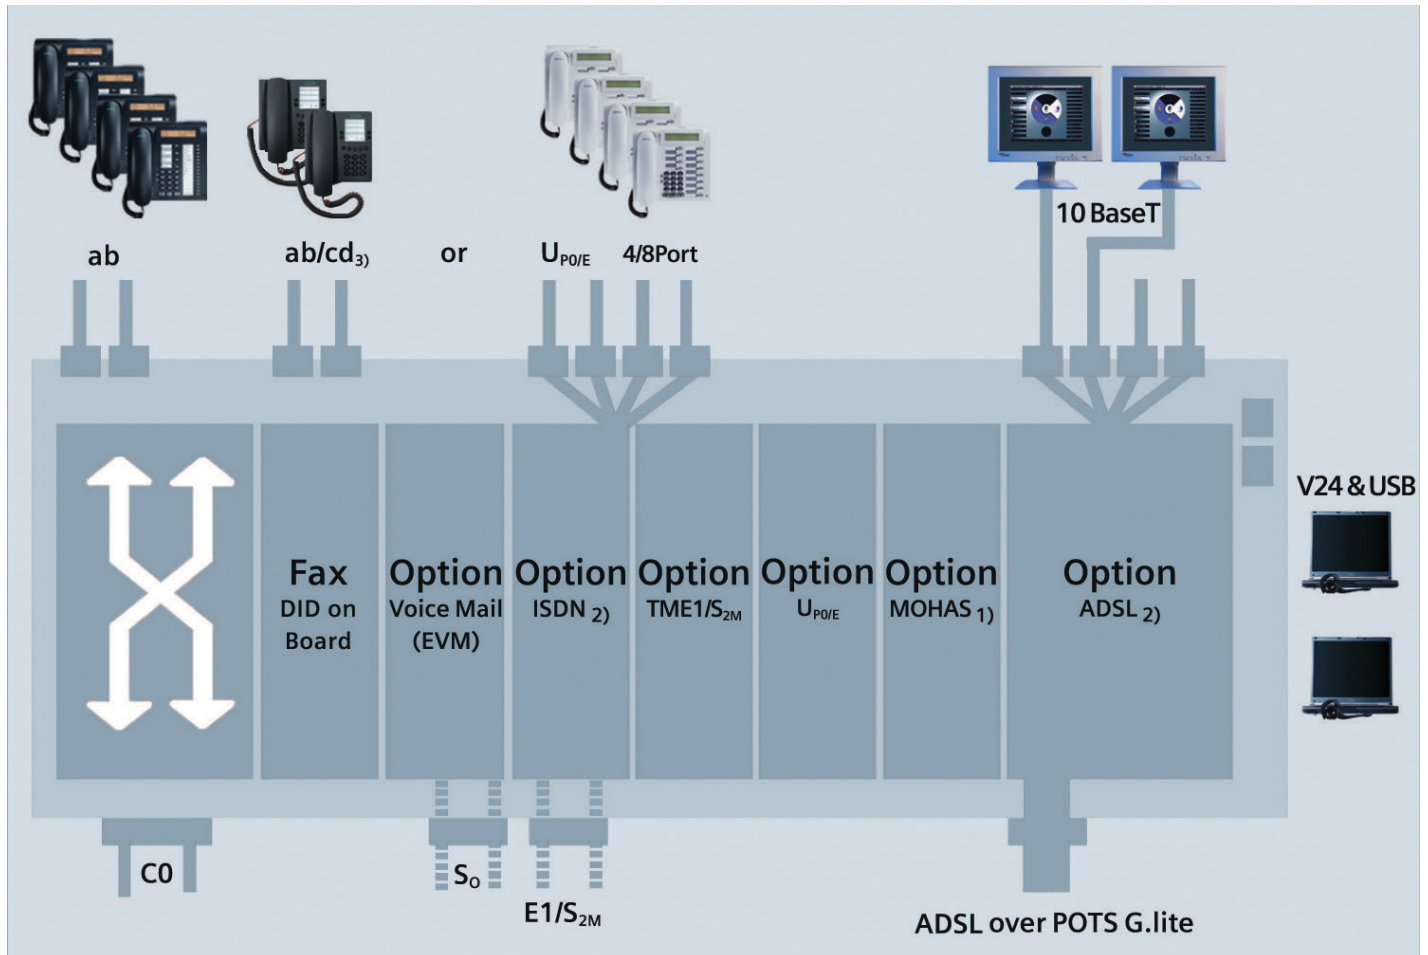 10 BaseT
ab
ab/cd3)
or
UP0/E
4/8Port
V24 & USB
Fax
DID on
Board
Option
Voice Mail
(EVM)
Option
ISDN 2)
Option
TME1/S2M
Option
UP0/E
Option
MOHAS 1)
Option
ADSL 2)
C0
SO
E1/S2M
ADSL over POTS G.lite